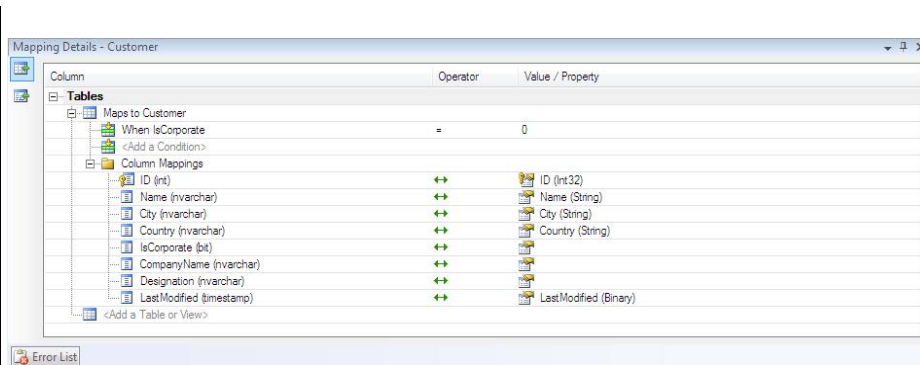 Mapping Details - Customer
Column Operator Value / Property
Tables
Maps to Customer
When IsCorporate = 0
<Add a Condition>
Column Mappings
ID (int) ID (Int32)
Name (nvarchar) Name (String)
City (nvarchar) City (String)
Country (nvarchar) Country (String)
IsCorporate (bit)
CompanyName (nvarchar)
Designation (nvarchar)
LastModified (timestamp) LastModified (Binary)
<Add a Table or View>
Error List